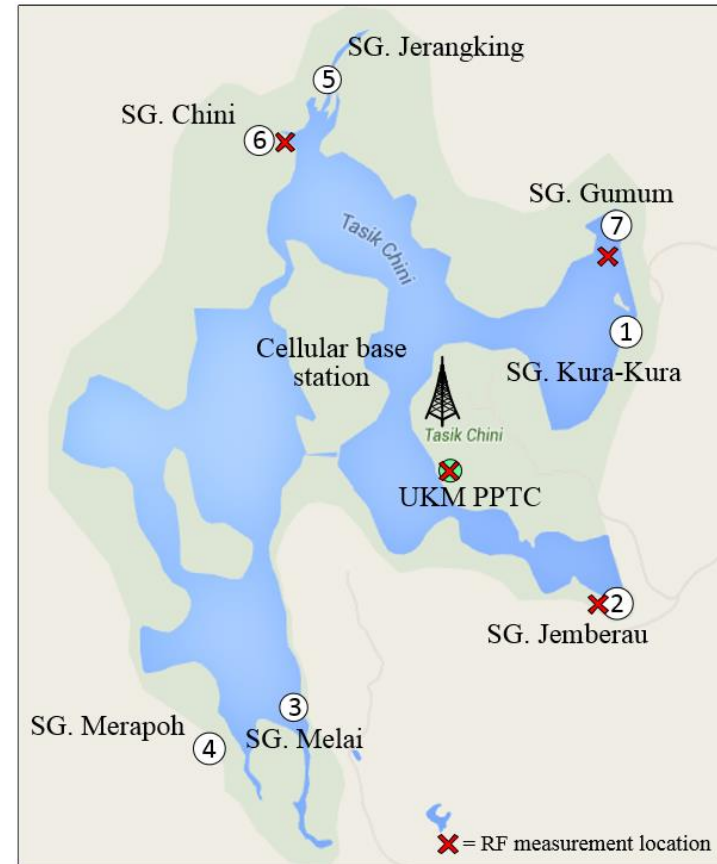 SG. Jerangking
5
SG. Chini
6
SG. Gumum
7
Tasik Chini
1
Cellular base
station
SG. Kura-Kura
Tasik Chini
UKM PPTC
2
SG. Jemberau
3
SG. Merapoh
SG. Melai
4
= RF measurement location